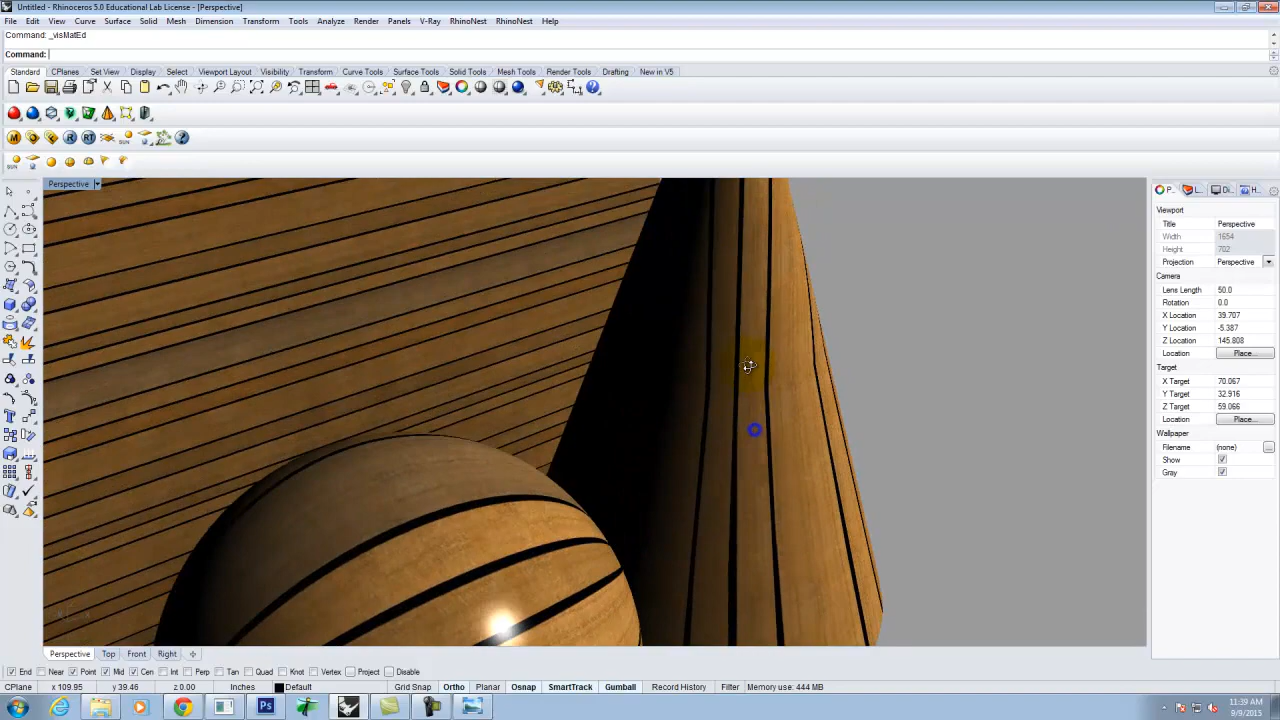 Untitled - Rhinoceros 5.0 Educational Lab License - [Perspective]
File Edit View Curve Surface Solid Mesh Dimension Transform Tools Analyze Render Panels V-Ray RhinoNest RhinoNest Help
Command: _visMatEd
Command:
Standard CPlanes Set View Display Select Viewport Layout Visibility Transform Curve Tools Surface Tools Solid Tools Mesh Tools Render Tools Drafting New in V5
M R RT
SUN
SUN
Perspective
P... L... Di... H...
Viewport
Title Perspective
Width 1654
Height 702
Projection Perspective
Camera
Lens Length 50.0
Rotation 0.0
X Location 39.707
Y Location -5.387
Z Location 145.808
Location Place...
Target
X Target 70.067
Y Target 32.916
Z Target 59.066
Location Place...
Wallpaper
Filename (none) ...
Show
Gray
Perspective Top Front Right
End Near Point Mid Cen Int Perp Tan Quad Knot Vertex Project Disable
CPlane x 109.95 y 39.46 z 0.00 Inches Default Grid Snap Ortho Planar Osnap SmartTrack Gumball Record History Filter Memory use: 444 MB
Ps
11:39 AM
9/9/2015